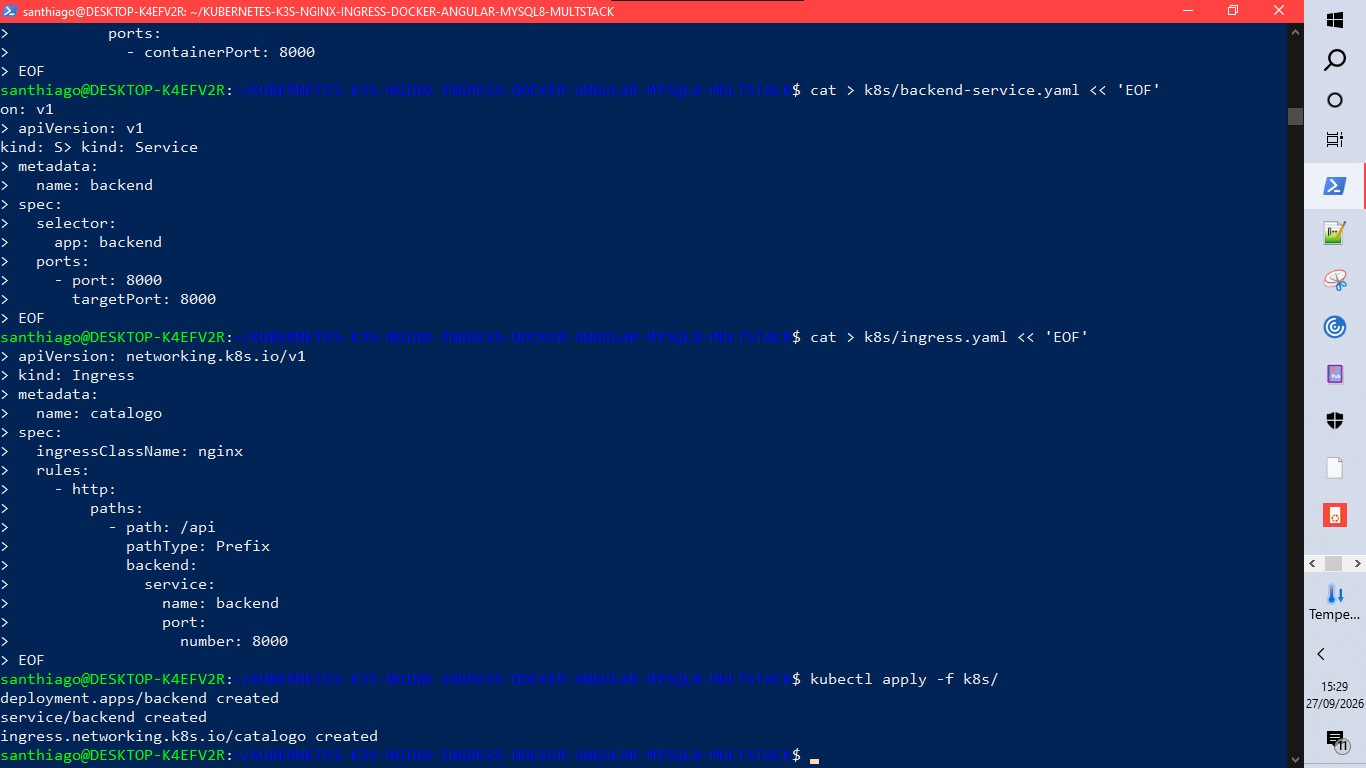 santhiago@DESKTOP-K4EFV2R: ~/KUBERNETES-K3S-NGINX-INGRESS-DOCKER-ANGULAR-MYSQL8-MULTSTACK
>           ports:
>             - containerPort: 8000
> EOF
santhiago@DESKTOP-K4EFV2R:~/KUBERNETES-K3S-NGINX-INGRESS-DOCKER-ANGULAR-MYSQL8-MULTSTACK$ cat > k8s/backend-service.yaml << 'EOF'
on: v1
> apiVersion: v1
kind: S> kind: Service
> metadata:
>   name: backend
> spec:
>   selector:
>     app: backend
>   ports:
>     - port: 8000
>       targetPort: 8000
> EOF
santhiago@DESKTOP-K4EFV2R:~/KUBERNETES-K3S-NGINX-INGRESS-DOCKER-ANGULAR-MYSQL8-MULTSTACK$ cat > k8s/ingress.yaml << 'EOF'
> apiVersion: networking.k8s.io/v1
> kind: Ingress
> metadata:
>   name: catalogo
> spec:
>   ingressClassName: nginx
>   rules:
>     - http:
>         paths:
>           - path: /api
>             pathType: Prefix
>             backend:
>               service:
>                 name: backend
>                 port:
>                   number: 8000
> EOF
santhiago@DESKTOP-K4EFV2R:~/KUBERNETES-K3S-NGINX-INGRESS-DOCKER-ANGULAR-MYSQL8-MULTSTACK$ kubectl apply -f k8s/
deployment.apps/backend created
service/backend created
ingress.networking.k8s.io/catalogo created
santhiago@DESKTOP-K4EFV2R:~/KUBERNETES-K3S-NGINX-INGRESS-DOCKER-ANGULAR-MYSQL8-MULTSTACK$
Tempe...
15:29
27/09/2026
11